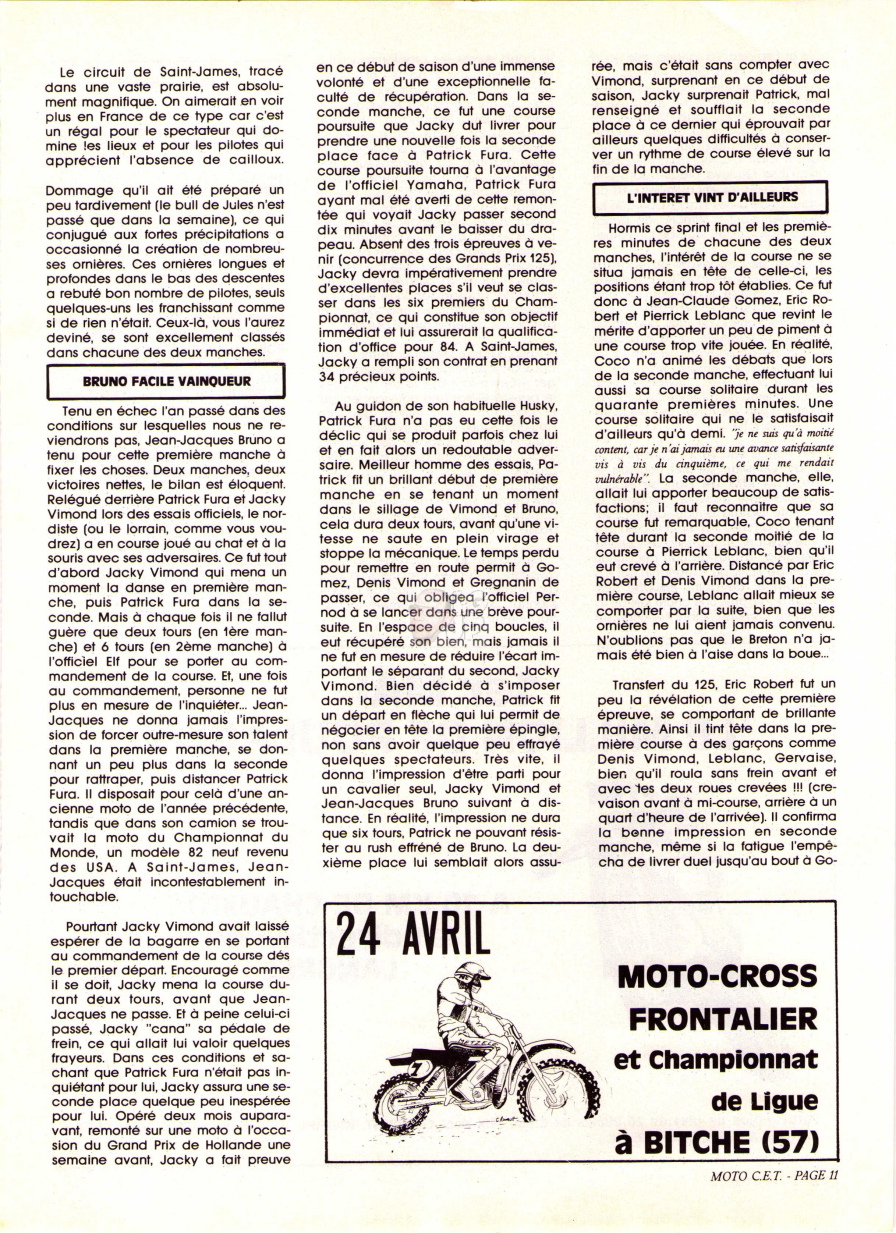 Le circuit de Saint-James, tracé
dans une vaste prairie, est absolu-
ment magnifique. On aimerait en voir
plus en France de ce type car c'est
un régal pour le spectateur qui do-
mine les lieux et pour les pilotes qui
apprécient l'absence de cailloux.
Dommage qu'il ait été préparé un
peu tardivement (le bull de Jules n'est
passé que dans la semaine), ce qui
conjugué aux fortes précipitations a
occasionné la création de nombreu-
ses ornières. Ces ornières longues et
profondes dans le bas des descentes
a rebuté bon nombre de pilotes, seuls
quelques-uns les franchissant comme
si de rien n'était. Ceux-là, vous l'aurez
deviné, se sont excellement classés
dans chacune des deux manches.
BRUNO FACILE VAINQUEUR
Tenu en échec l'an passé dans des
conditions sur lesquelles nous ne re-
viendrons pas, Jean-Jacques Bruno a
tenu pour cette première manche à
fixer les choses. Deux manches, deux
victoires nettes, le bilan est éloquent.
Relégué derrière Patrick Fura et Jacky
Vimond lors des essais officiels, le nor-
diste (ou le lorrain, comme vous vou-
drez) a en course joué au chat et à la
souris avec ses adversaires. Ce fut tout
d'abord Jacky Vimond qui mena un
moment la danse en première man-
che, puis Patrick Fura dans la se-
conde. Mais à chaque fois il ne fallut
guère que deux tours (en 1ère man-
che) et 6 tours (en 2ème manche) à
l'officiel Elf pour se porter au com-
mandement de la course. Et, une fois
au commandement, personne ne fut
plus en mesure de l'inquiéter... Jean-
Jacques ne donna jamais l'impres-
sion de forcer outre-mesure son talent
dans la première manche, se don-
nant un peu plus dans la seconde
pour rattraper, puis distancer Patrick
Fura. Il disposait pour celà d'une an-
cienne moto de l'année précédente,
tandis que dans son camion se trou-
vait la moto du Championnat du
Monde, un modèle 82 neuf revenu
des USA. A Saint-James, Jean-
Jacques était incontestablement in-
touchable.
Pourtant Jacky Vimond avait laissé
espérer de la bagarre en se portant
au commandement de la course dés
le premier départ. Encouragé comme
il se doit, Jacky mena la course du-
rant deux tours, avant que Jean-
Jacques ne passe. Et à peine celui-ci
passé, Jacky "cana" sa pédale de
frein, ce qui allait lui valoir quelques
frayeurs. Dans ces conditions et sa-
chant que Patrick Fura n'était pas in-
quiétant pour lui, Jacky assura une se-
conde place quelque peu inespérée
pour lui. Opéré deux mois aupara-
vant, remonté sur une moto à l'occa-
sion du Grand Prix de Hollande une
semaine avant, Jacky a fait preuve
en ce début de saison d'une immense
volonté et d'une exceptionnelle fa-
culté de récupération. Dans la se-
conde manche, ce fut une course
poursuite que Jacky dut livrer pour
prendre une nouvelle fois la seconde
place face à Patrick Fura. Cette
course poursuite tourna à l'avantage
de l'officiel Yamaha, Patrick Fura
ayant mal été averti de cette remon-
tée qui voyait Jacky passer second
dix minutes avant le baisser du dra-
peau. Absent des trois épreuves à ve-
nir (concurrence des Grands Prix 125),
Jacky devra impérativement prendre
d'excellentes places s'il veut se clas-
ser dans les six premiers du Cham-
pionnat, ce qui constitue son objectif
immédiat et lui assurerait la qualifica-
tion d'office pour 84. A Saint-James,
Jacky a rempli son contrat en prenant
34 précieux points.
Au guidon de son habituelle Husky,
Patrick Fura n'a pas eu cette fois le
déclic qui se produit parfois chez lui
et en fait alors un redoutable adver-
saire. Meilleur homme des essais, Pa-
trick fit un brillant début de première
manche en se tenant un moment
dans le sillage de Vimond et Bruno,
cela dura deux tours, avant qu'une vi-
tesse ne saute en plein virage et
stoppe la mécanique. Le temps perdu
pour remettre en route permit à Go-
mez, Denis Vimond et Gregnanin de
passer, ce qui obligea l'officiel Per-
nod à se lancer dans une brève pour-
suite. En l'espace de cinq boucles, il
eut récupéré son bien, mais jamais il
ne fut en mesure de réduire l'écart im-
portant le séparant du second, Jacky
Vimond. Bien décidé à s'imposer
dans la seconde manche, Patrick fit
un départ en flèche qui lui permit de
négocier en tête la première épingle,
non sans avoir quelque peu effrayé
quelques spectateurs. Très vite, il
donna l'impression d'être parti pour
un cavalier seul, Jacky Vimond et
Jean-Jacques Bruno suivant à dis-
tance. En réalité, l'impression ne dura
que six tours, Patrick ne pouvant résis-
ter au rush effréné de Bruno. La deu-
xième place lui semblait alors assu-
rée, mais c'était sans compter avec
Vimond, surprenant en ce début de
saison, Jacky surprenait Patrick, mal
renseigné et soufflait la seconde
place à ce dernier qui éprouvait par
ailleurs quelques difficultés à conser-
ver un rythme de course élevé sur la
fin de la manche.
L'INTERET VINT D'AILLEURS
Hormis ce sprint final et les premiè-
res minutes de chacune des deux
manches, l'intérêt de la course ne se
situa jamais en tête de celle-ci, les
positions étant trop tôt établies. Ce fut
donc à Jean-Claude Gomez, Eric Ro-
bert et Pierrick Leblanc que revint le
mérite d'apporter un peu de piment à
une course trop vite jouée. En réalité,
Coco n'a animé les débats que lors
de la seconde manche, effectuant lui
aussi sa course solitaire durant les
quarante premières minutes. Une
course solitaire qui ne le satisfaisait
d'ailleurs qu'à demi. "je ne suis qu'à moitié
content, car je n'ai jamais eu une avance satisfaisante
vis à vis du cinquième, ce qui me rendait
vulnérable". La seconde manche, elle,
allait lui apporter beaucoup de satis-
factions; il faut reconnaitre que sa
course fut remarquable, Coco tenant
tête durant la seconde moitié de la
course à Pierrick Leblanc, bien qu'il
eut crevé à l'arrière. Distancé par Eric
Robert et Denis Vimond dans la pre-
mière course, Leblanc allait mieux se
comporter par la suite, bien que les
ornières ne lui aient jamais convenu.
N'oublions pas que le Breton n'a ja-
mais été bien à l'aise dans la boue...
Transfert du 125, Eric Robert fut un
peu la révélation de cette première
épreuve, se comportant de brillante
manière. Ainsi il tint tête dans la pre-
mière course à des garçons comme
Denis Vimond, Leblanc, Gervaise,
bien qu'il roula sans frein avant et
avec les deux roues crevées !!! (cre-
vaison avant à mi-course, arrière à un
quart d'heure de l'arrivée). Il confirma
la bonne impression en seconde
manche, même si la fatigue l'empê-
cha de livrer duel jusqu'au bout à Go-
24 AVRIL
MOTO-CROSS
FRONTALIER
et Championnat
de Ligue
à BITCHE (57)
METZELER
7
MOTO C.E.T. - PAGE 11